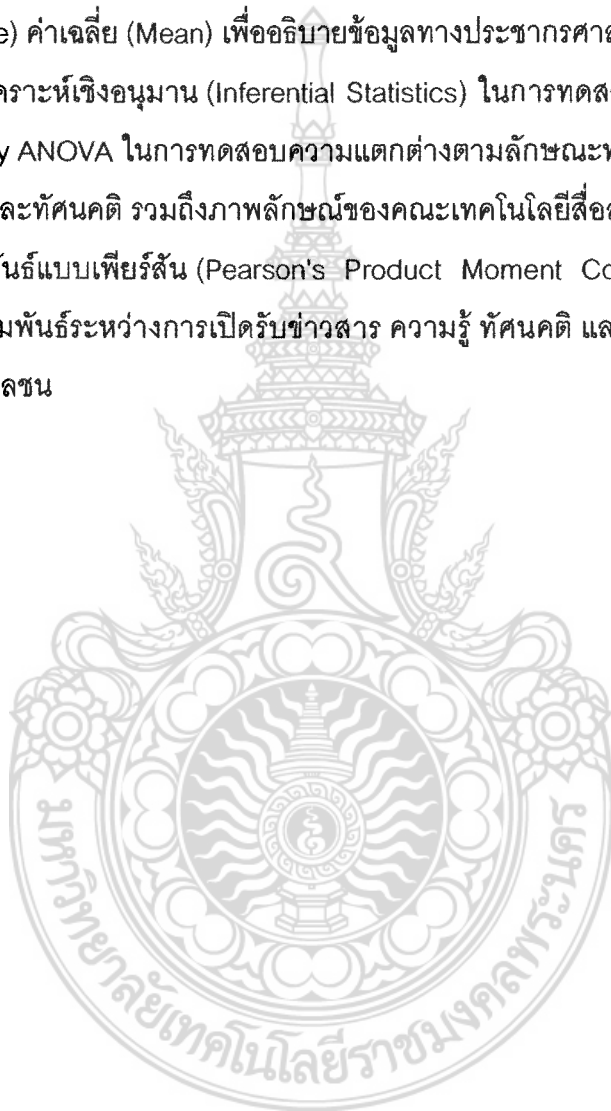 e) ค่าเฉลี่ย (Mean) เพื่ออธิบายข้อมูลทางประชากรศาส
คราะห์เชิงอนุมาน (Inferential Statistics) ในการทดส
y ANOVA ในการทดสอบความแตกต่างตามลักษณะท
ละทัศนคติ รวมถึงภาพลักษณ์ของคณะเทคโนโลยีสื่อส
ันธ์แบบเพียร์สัน (Pearson's Product Moment Co
มพันธ์ระหว่างการเปิดรับข่าวสาร ความรู้ ทัศนคติ แล
ลชน
มหาวิทยาลัยเทคโนโลยีราชมงคลพระนคร